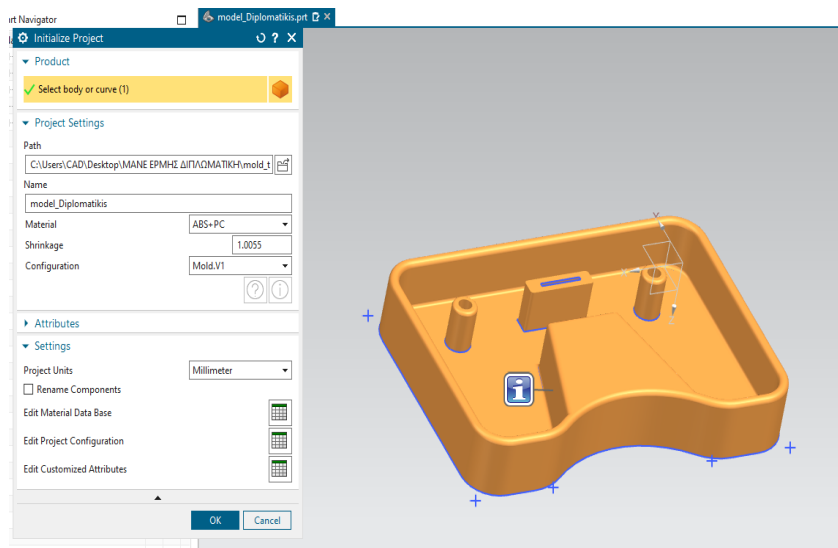 rt Navigator
model_Diplomatikis.prt
Initialize Project
Product
Select body or curve (1)
Project Settings
Path
C:\Users\CAD\Desktop\ΜΑΝΕ ΕΡΜΗΣ ΔΙΠΛΩΜΑΤΙΚΗ\mold_t
Name
model_Diplomatikis
Material ABS+PC
Shrinkage 1.0055
Configuration Mold.V1
Attributes
Settings
Project Units Millimeter
Rename Components
Edit Material Data Base
Edit Project Configuration
Edit Customized Attributes
OK Cancel